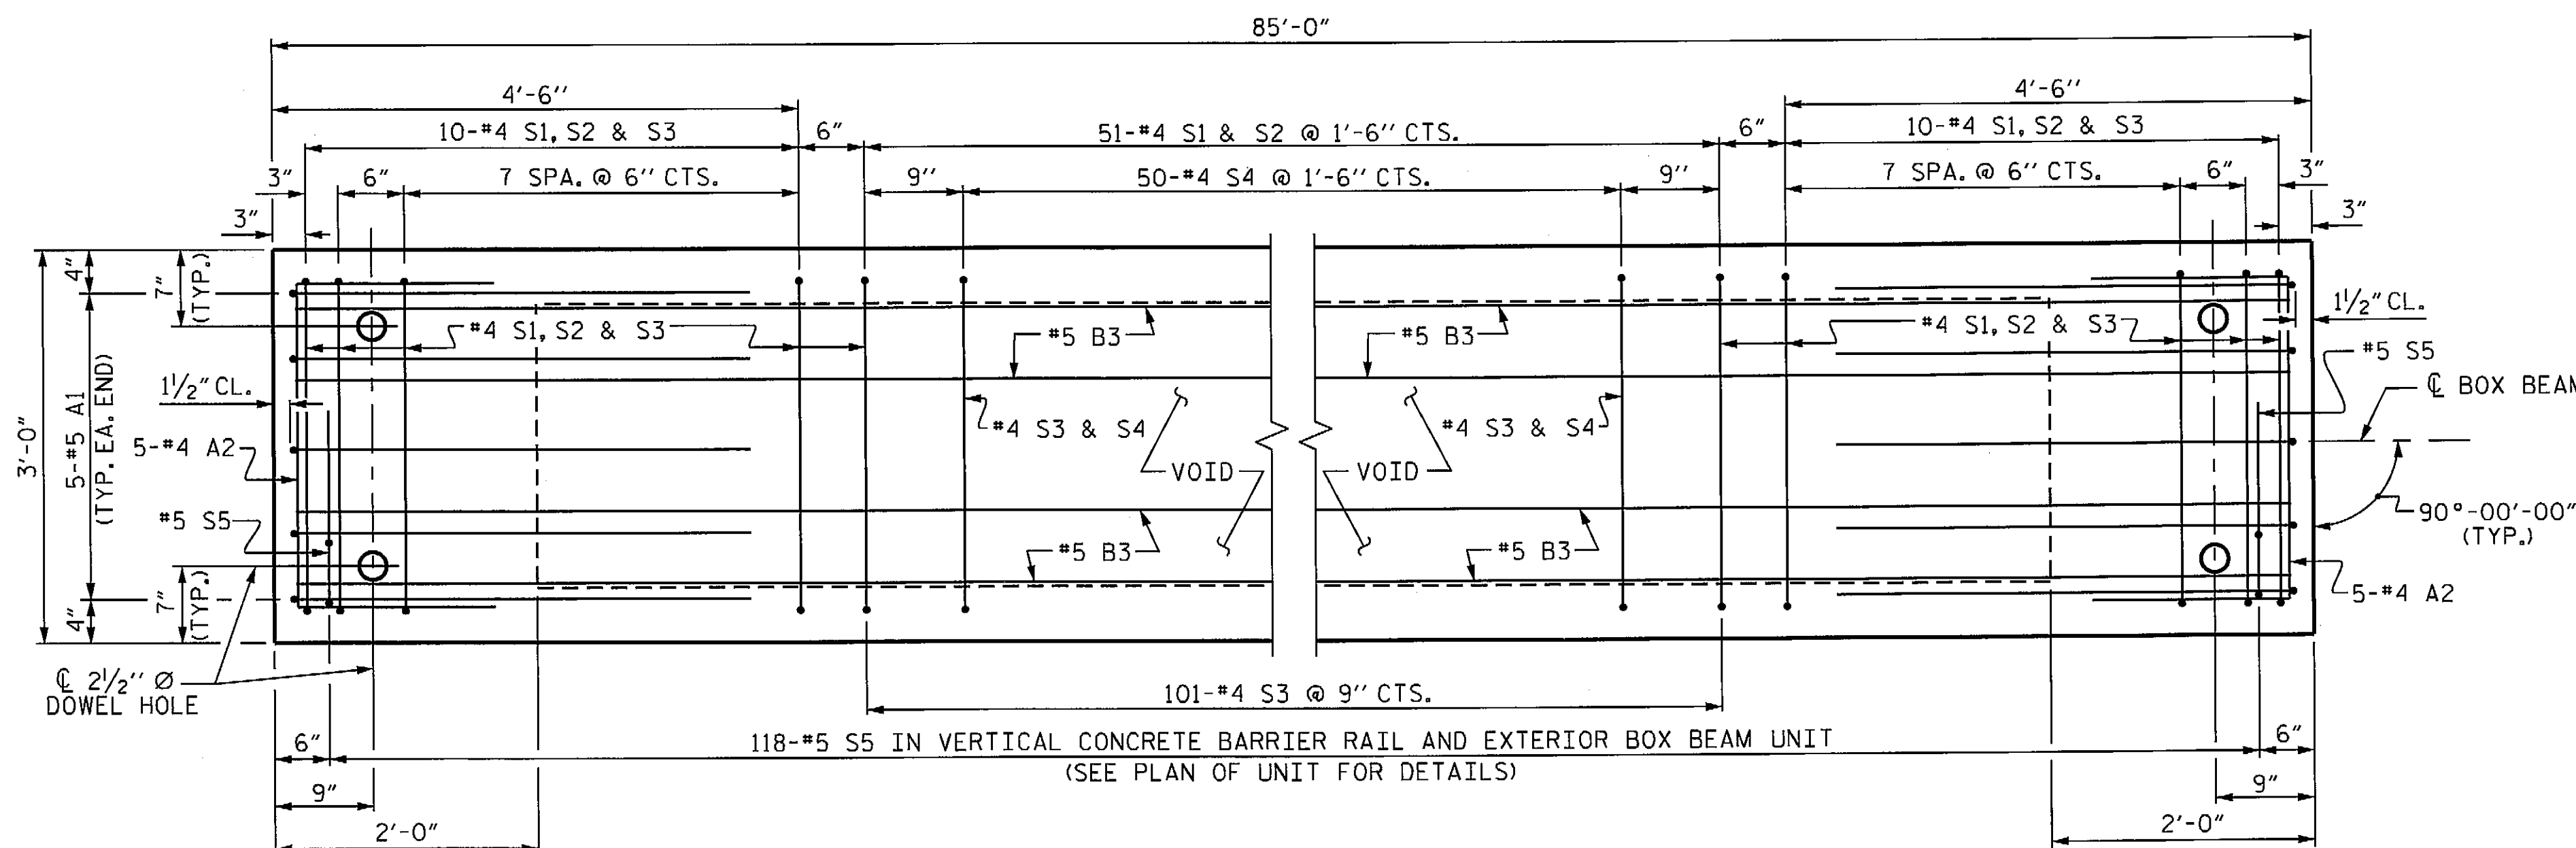 85'-0"
4'-6"
4'-6"
10-#4 S1, S2 & S3
6"
51-#4 S1 & S2 @ 1'-6" CTS.
6"
10-#4 S1, S2 & S3
3"
6"
7 SPA. @ 6" CTS.
9"
50-#4 S4 @ 1'-6" CTS.
9"
7 SPA. @ 6" CTS.
6"
3"
3"
3"
4"
7"
(TYP.)
#4 S1, S2 & S3
#5 B3
#5 B3
#4 S1, S2 & S3
1½" CL.
#5 S5
℄ BOX BEAM
1½" CL.
3'-0"
5-#5 A1
(TYP. EA. END)
5-#4 A2
#4 S3 & S4
#4 S3 & S4
VOID
VOID
#5 S5
#5 B3
#5 B3
90°-00'-00"
(TYP.)
5-#4 A2
4"
7"
(TYP.)
℄ 2½" Ø
DOWEL HOLE
101-#4 S3 @ 9" CTS.
6"
118-#5 S5 IN VERTICAL CONCRETE BARRIER RAIL AND EXTERIOR BOX BEAM UNIT
6"
(SEE PLAN OF UNIT FOR DETAILS)
9"
9"
2'-0"
2'-0"